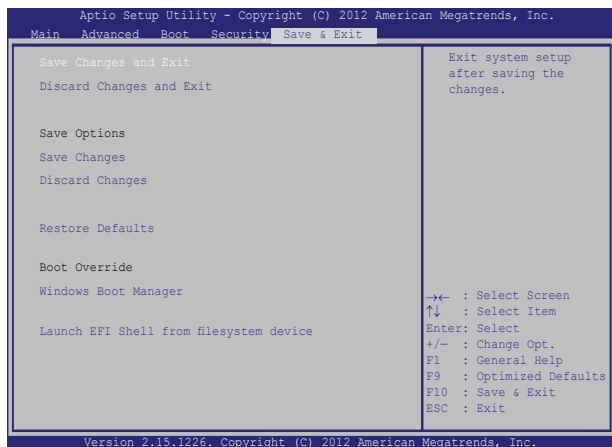 Aptio Setup Utility - Copyright (C) 2012 American Megatrends, Inc.
Main Advanced Boot Security Save & Exit
Save Changes and Exit
Discard Changes and Exit
Save Options
Save Changes
Discard Changes
Restore Defaults
Boot Override
Windows Boot Manager
Launch EFI Shell from filesystem device
Exit system setup
after saving the
changes.
→← : Select Screen
↑↓ : Select Item
Enter: Select
+/— : Change Opt.
F1 : General Help
F9 : Optimized Defaults
F10 : Save & Exit
ESC : Exit
Version 2.15.1226. Copyright (C) 2012 American Megatrends, Inc.